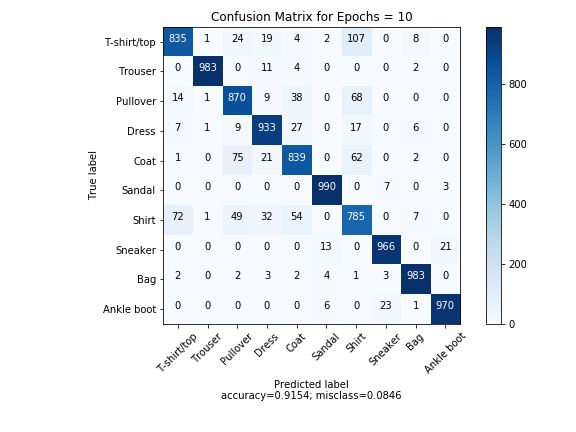 Confusion Matrix for Epochs = 10
T-shirt/top 835 1 24 19 4 2 107 0 8 0
Trouser 0 983 0 11 4 0 0 0 2 0
Pullover 14 1 870 9 38 0 68 0 0 0
Dress 7 1 9 933 27 0 17 0 6 0
Coat 1 0 75 21 839 0 62 0 2 0
Sandal 0 0 0 0 0 990 0 7 0 3
Shirt 72 1 49 32 54 0 785 0 7 0
Sneaker 0 0 0 0 0 13 0 966 0 21
Bag 2 0 2 3 2 4 1 3 983 0
Ankle boot 0 0 0 0 0 6 0 23 1 970
True label
T-shirt/top Trouser Pullover Dress Coat Sandal Shirt Sneaker Bag Ankle boot
Predicted label
accuracy=0.9154; misclass=0.0846
800
600
400
200
0